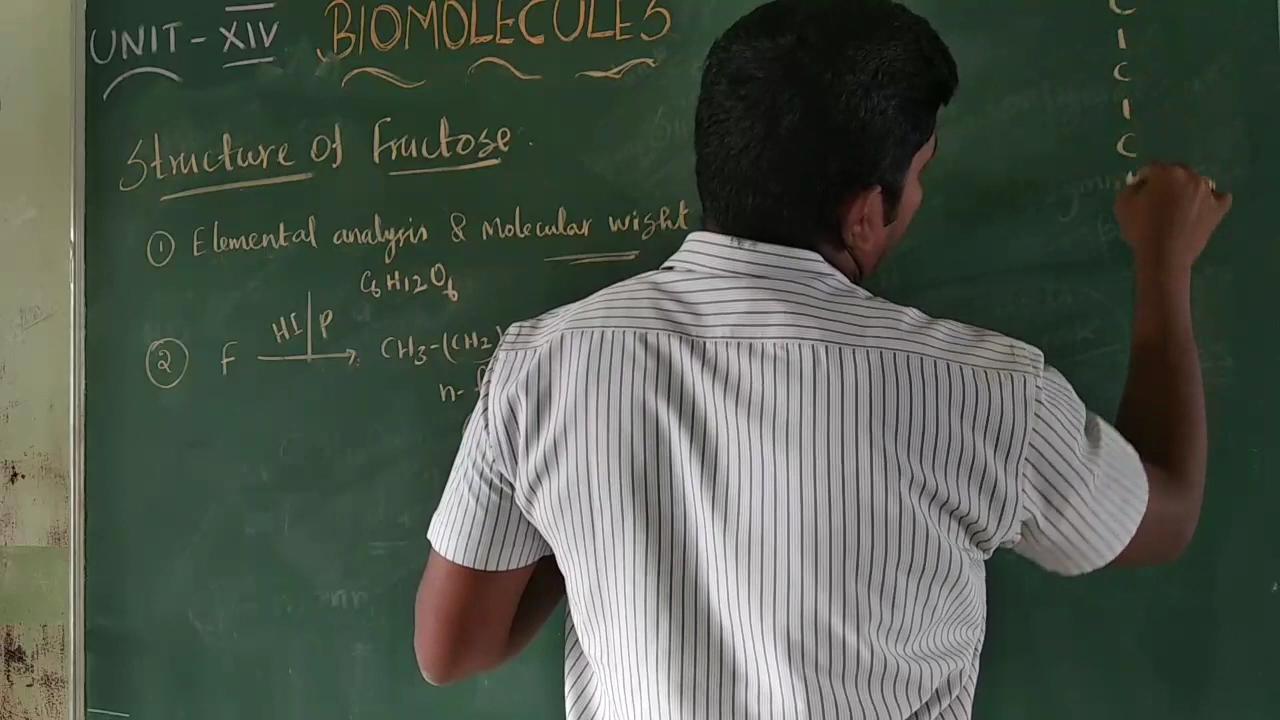 UNIT - XIV BIOMOLECULES
Structure of Fructose
① Elemental analysis & Molecular wight
C6H12O6
② f HI | P CH3-(CH2)
n-
C
C
C